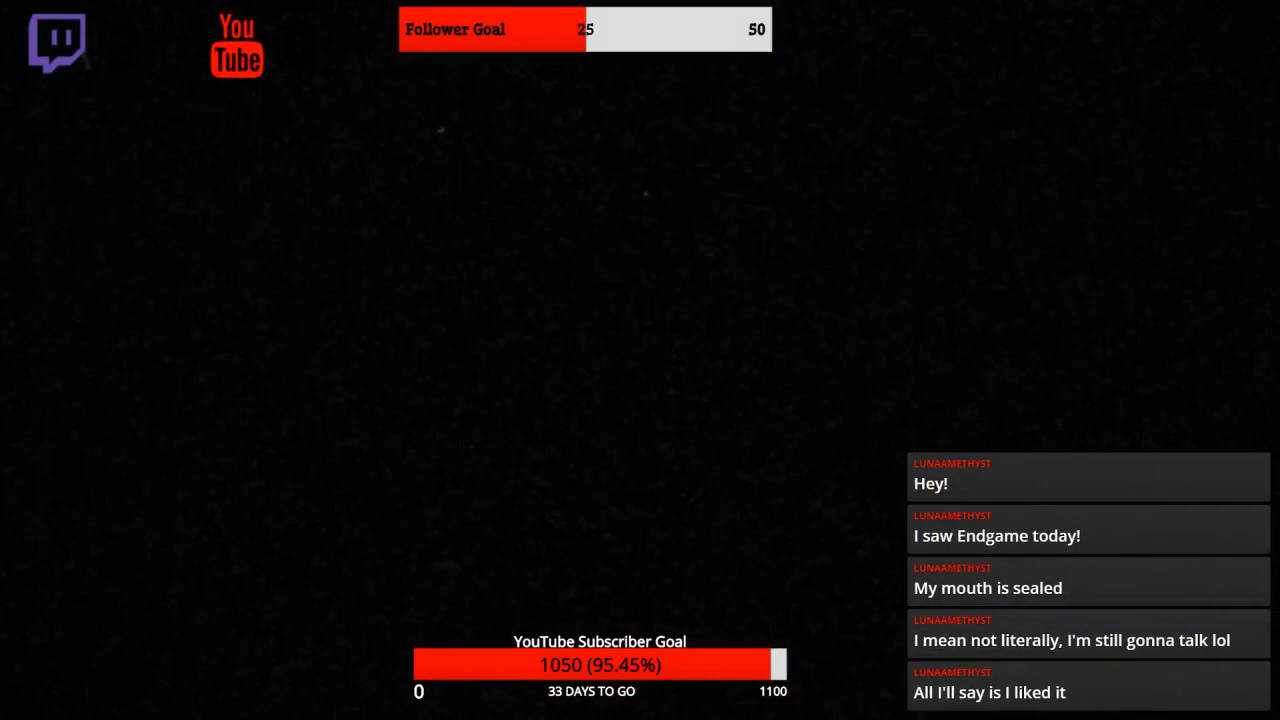 You
Tube
Follower Goal 25 50
LUNAAMETHYST
Hey!
LUNAAMETHYST
I saw Endgame today!
LUNAAMETHYST
My mouth is sealed
LUNAAMETHYST
I mean not literally, I'm still gonna talk lol
LUNAAMETHYST
All I'll say is I liked it
YouTube Subscriber Goal
1050 (95.45%)
0 33 DAYS TO GO 1100